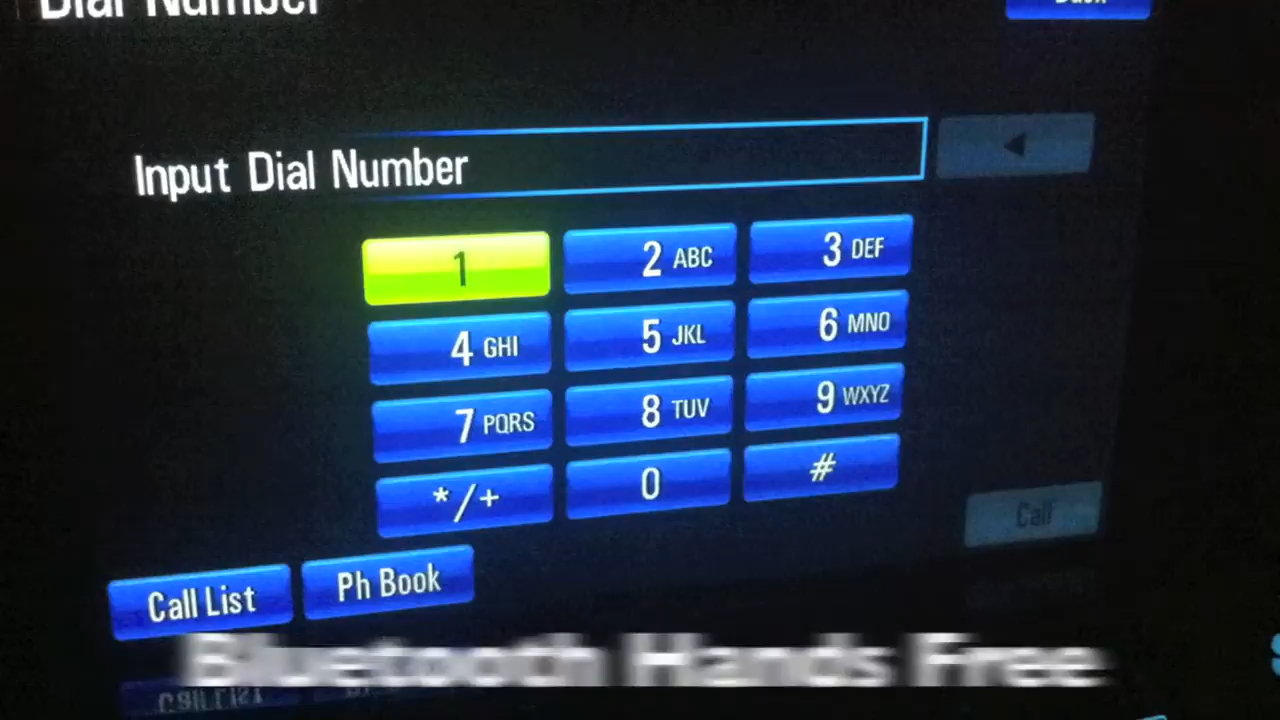 Dial Number
Back
Input Dial Number
1
2 ABC
3 DEF
4 GHI
5 JKL
6 MNO
7 PQRS
8 TUV
9 WXYZ
*/+
0
#
Call
Call List
Ph Book
Bluetooth Hands Free